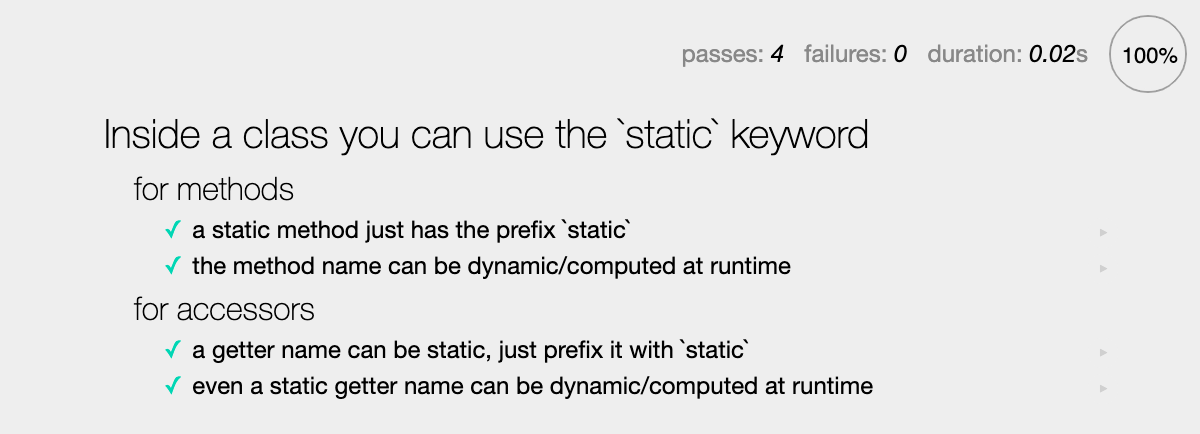 passes: 4 failures: 0 duration: 0.02s 100%
Inside a class you can use the `static` keyword
for methods
✓ a static method just has the prefix `static`
✓ the method name can be dynamic/computed at runtime
for accessors
✓ a getter name can be static, just prefix it with `static`
✓ even a static getter name can be dynamic/computed at runtime